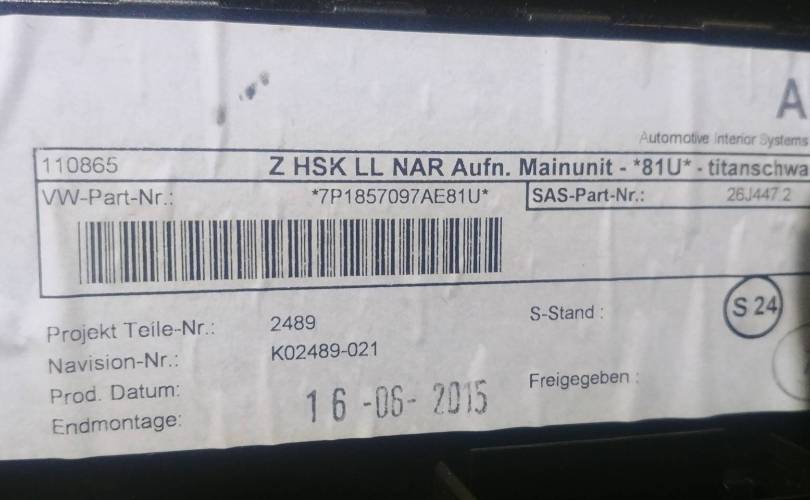 A
Automotive Interior Systems
110865 Z HSK LL NAR Aufn. Mainunit - *81U* - titanschwa
VW-Part-Nr.: *7P1857097AE81U* SAS-Part-Nr.: 26J447.2
Projekt Teile-Nr.: 2489 S-Stand : S 24
Navision-Nr.: K02489-021
Prod. Datum: 16-06-2015 Freigegeben :
Endmontage: